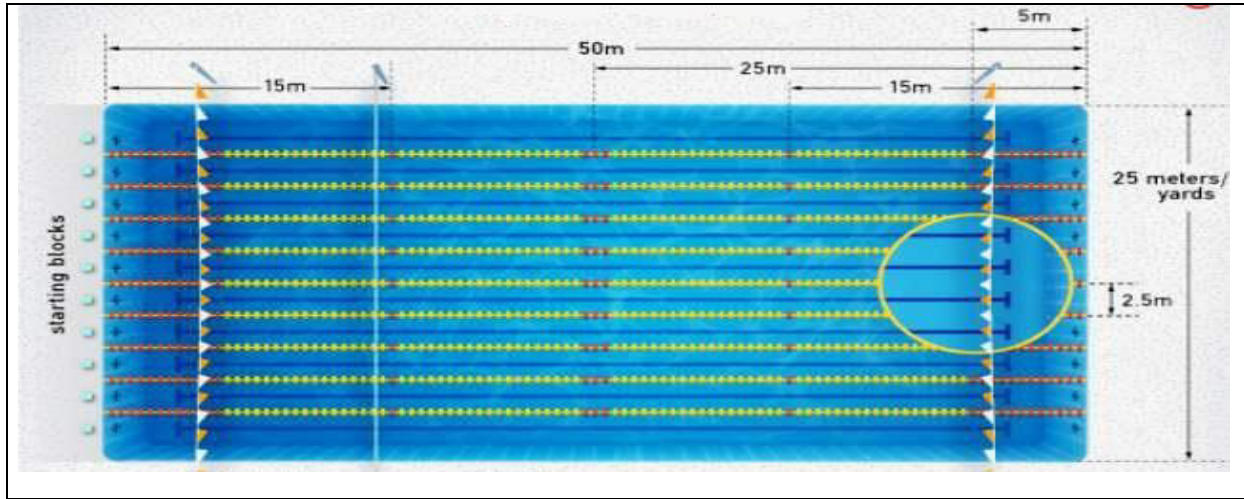 5m
50m
25m
15m
15m
25 meters/
yards
starting blocks
2.5m